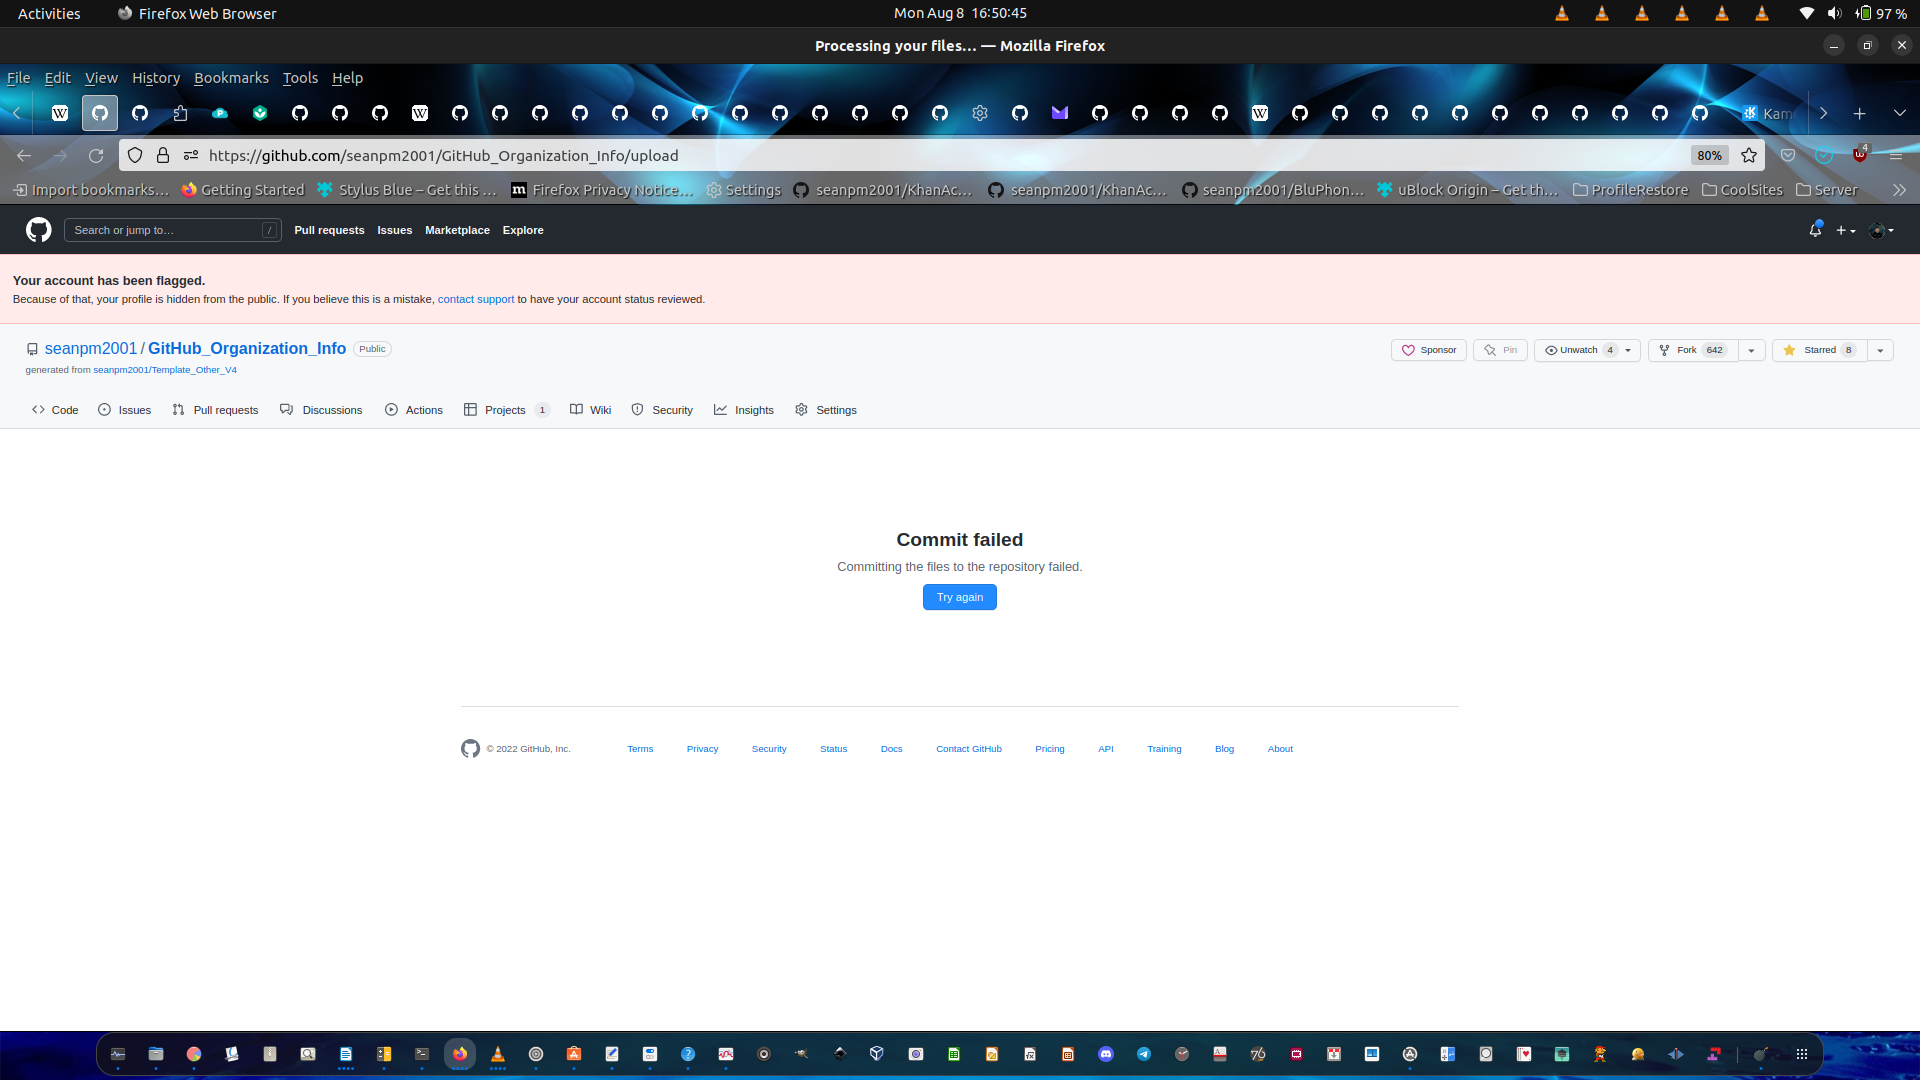 Activities Firefox Web Browser Mon Aug 8 16:50:45 97 %
Processing your files… — Mozilla Firefox
File Edit View History Bookmarks Tools Help
Kam
https://github.com/seanpm2001/GitHub_Organization_Info/upload 80% 4
Import bookmarks… Getting Started Stylus Blue – Get this … Firefox Privacy Notice… Settings seanpm2001/KhanAc… seanpm2001/KhanAc… seanpm2001/BluPhon… uBlock Origin – Get th… ProfileRestore CoolSites Server
Search or jump to… / Pull requests Issues Marketplace Explore
Your account has been flagged.
Because of that, your profile is hidden from the public. If you believe this is a mistake, contact support to have your account status reviewed.
seanpm2001 / GitHub_Organization_Info Public Sponsor Pin Unwatch 4 Fork 642 Starred 8
generated from seanpm2001/Template_Other_V4
Code Issues Pull requests Discussions Actions Projects 1 Wiki Security Insights Settings
Commit failed
Committing the files to the repository failed.
Try again
© 2022 GitHub, Inc. Terms Privacy Security Status Docs Contact GitHub Pricing API Training Blog About